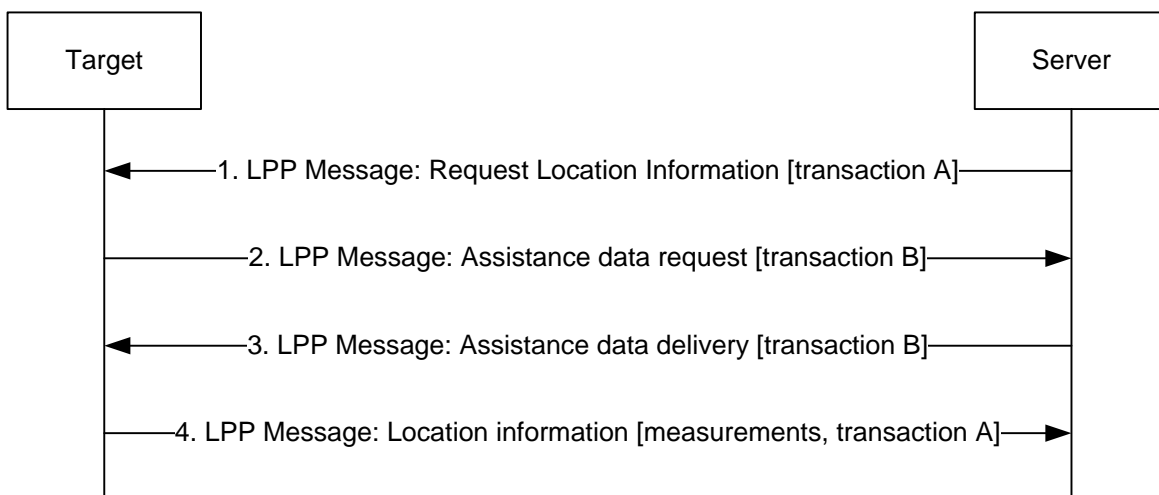 Target
Server
1. LPP Message: Request Location Information [transaction A]
2. LPP Message: Assistance data request [transaction B]
3. LPP Message: Assistance data delivery [transaction B]
4. LPP Message: Location information [measurements, transaction A]